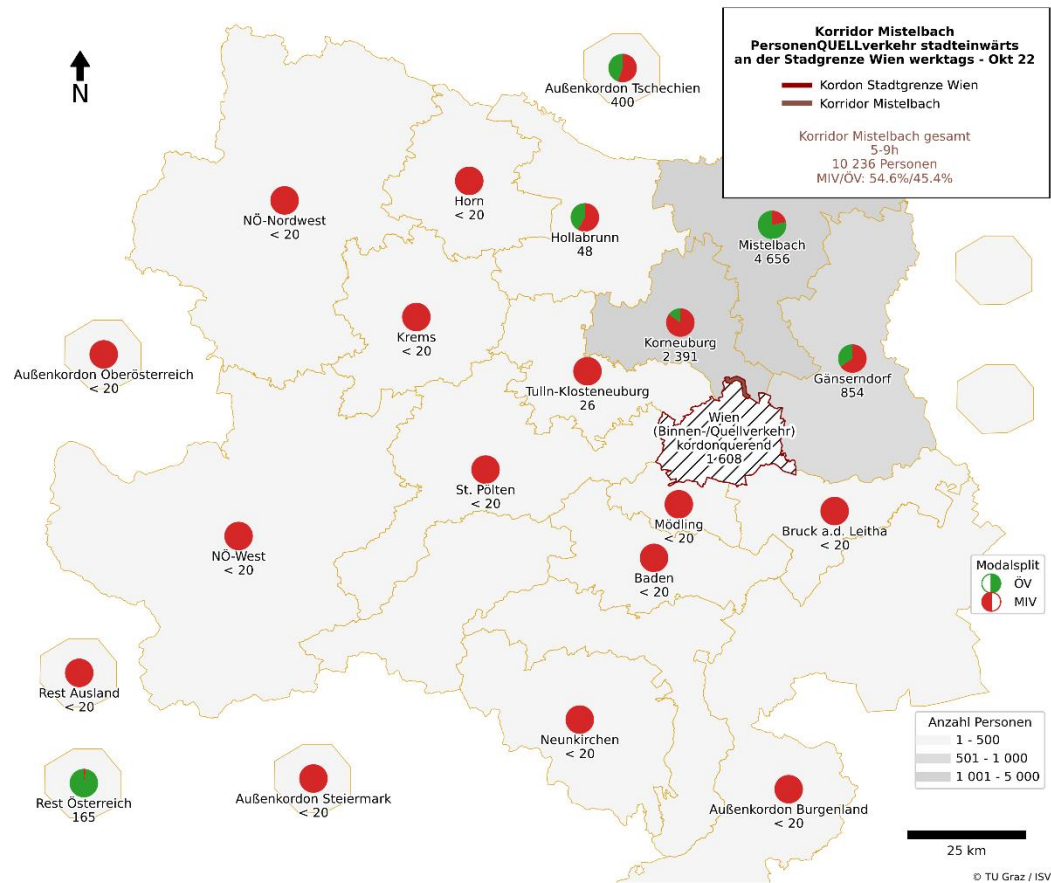 Korridor Mistelbach
PersonenQUELLverkehr stadteinwärts
an der Stadgrenze Wien werktags - Okt 22
Kordon Stadtgrenze Wien
Korridor Mistelbach
Korridor Mistelbach gesamt
5-9h
10 236 Personen
MIV/ÖV: 54.6%/45.4%
N
Außenkordon Tschechien
400
Horn
< 20
NÖ-Nordwest
< 20
Hollabrunn
48
Mistelbach
4 656
Krems
< 20
Korneuburg
2 391
Außenkordon Oberösterreich
< 20
Gänserndorf
854
Tulln-Klosteneuburg
26
Wien
(Binnen-/Quellverkehr)
kordonquerend
1 608
St. Pölten
< 20
Mödling
< 20
Bruck a.d. Leitha
< 20
NÖ-West
< 20
Baden
< 20
Modalsplit
ÖV
MIV
Rest Ausland
< 20
Neunkirchen
< 20
Anzahl Personen
1 - 500
501 - 1 000
1 001 - 5 000
Rest Österreich
165
Außenkordon Steiermark
< 20
Außenkordon Burgenland
< 20
25 km
© TU Graz / ISV